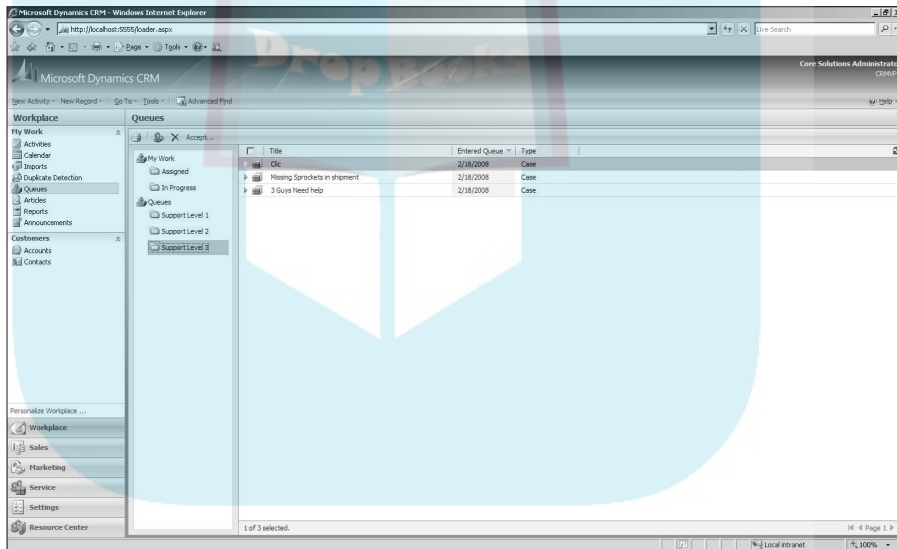 Microsoft Dynamics CRM - Windows Internet Explorer
http://localhost:5555/loader.aspx
Live Search
Page
Tools
DropBooks
Microsoft Dynamics CRM
Core Solutions Administrato
CRMVP
New Activity
New Record
Go To
Tools
Advanced Find
Help
Workplace
Queues
My Work
Activities
Calendar
Imports
Duplicate Detection
Queues
Articles
Reports
Announcements
Customers
Accounts
Contacts
Accept...
My Work
Assigned
In Progress
Queues
Support Level 1
Support Level 2
Support Level 3
Title Entered Queue Type
Clic 2/18/2008 Case
Missing Sprockets in shipment 2/18/2008 Case
3 Guys Need help 2/18/2008 Case
Personalize Workplace ...
Workplace
Sales
Marketing
Service
Settings
Resource Center
1 of 3 selected.
Page 1
Local intranet
100%